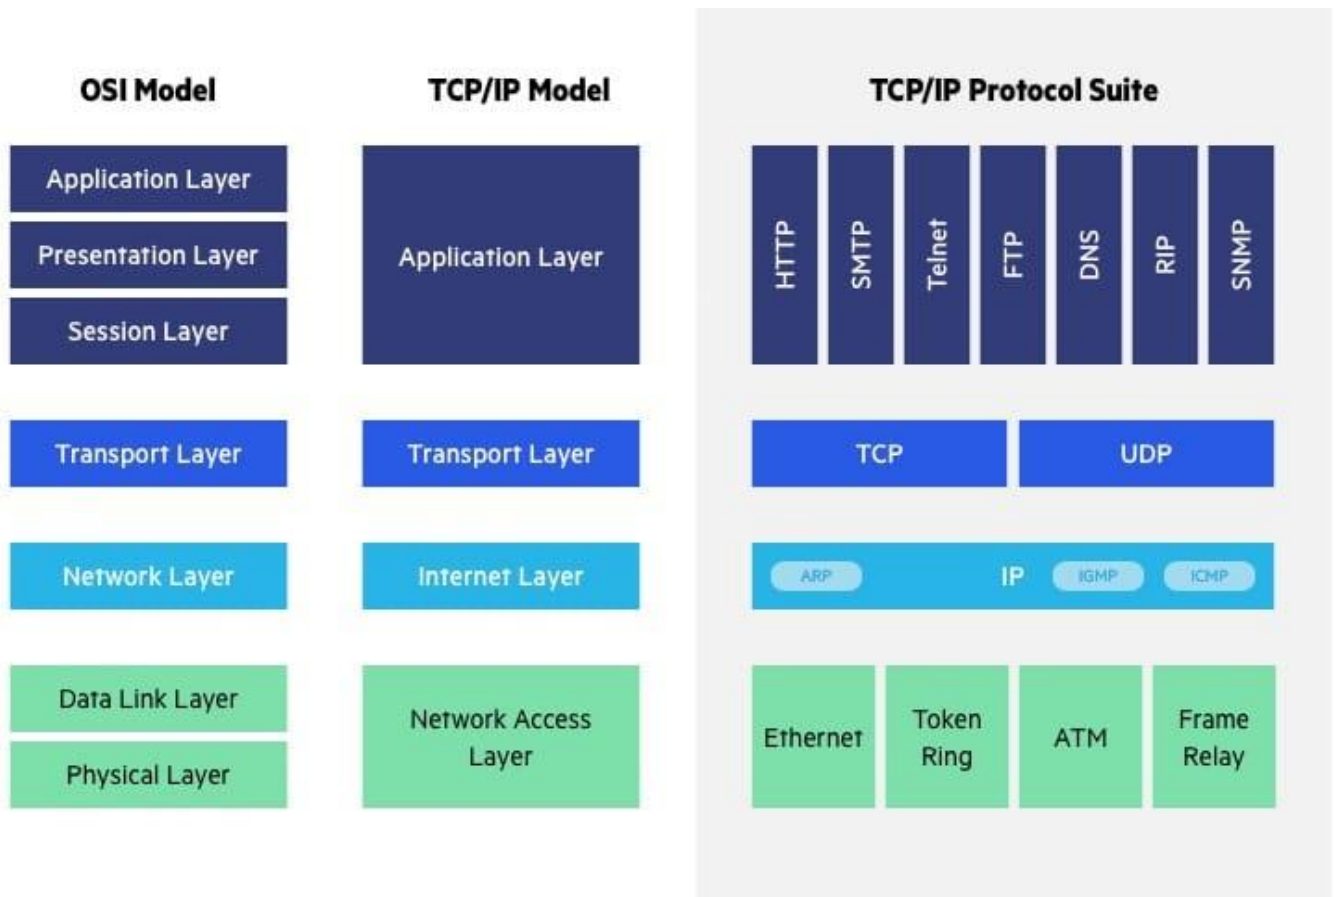 OSI Model
Application Layer
Presentation Layer
Session Layer
Transport Layer
Network Layer
Data Link Layer
Physical Layer
TCP/IP Model
Application Layer
Transport Layer
Internet Layer
Network Access
Layer
TCP/IP Protocol Suite
HTTP
SMTP
Telnet
FTP
DNS
RIP
SNMP
TCP
UDP
ARP
IP
IGMP
ICMP
Ethernet
Token
Ring
ATM
Frame
Relay